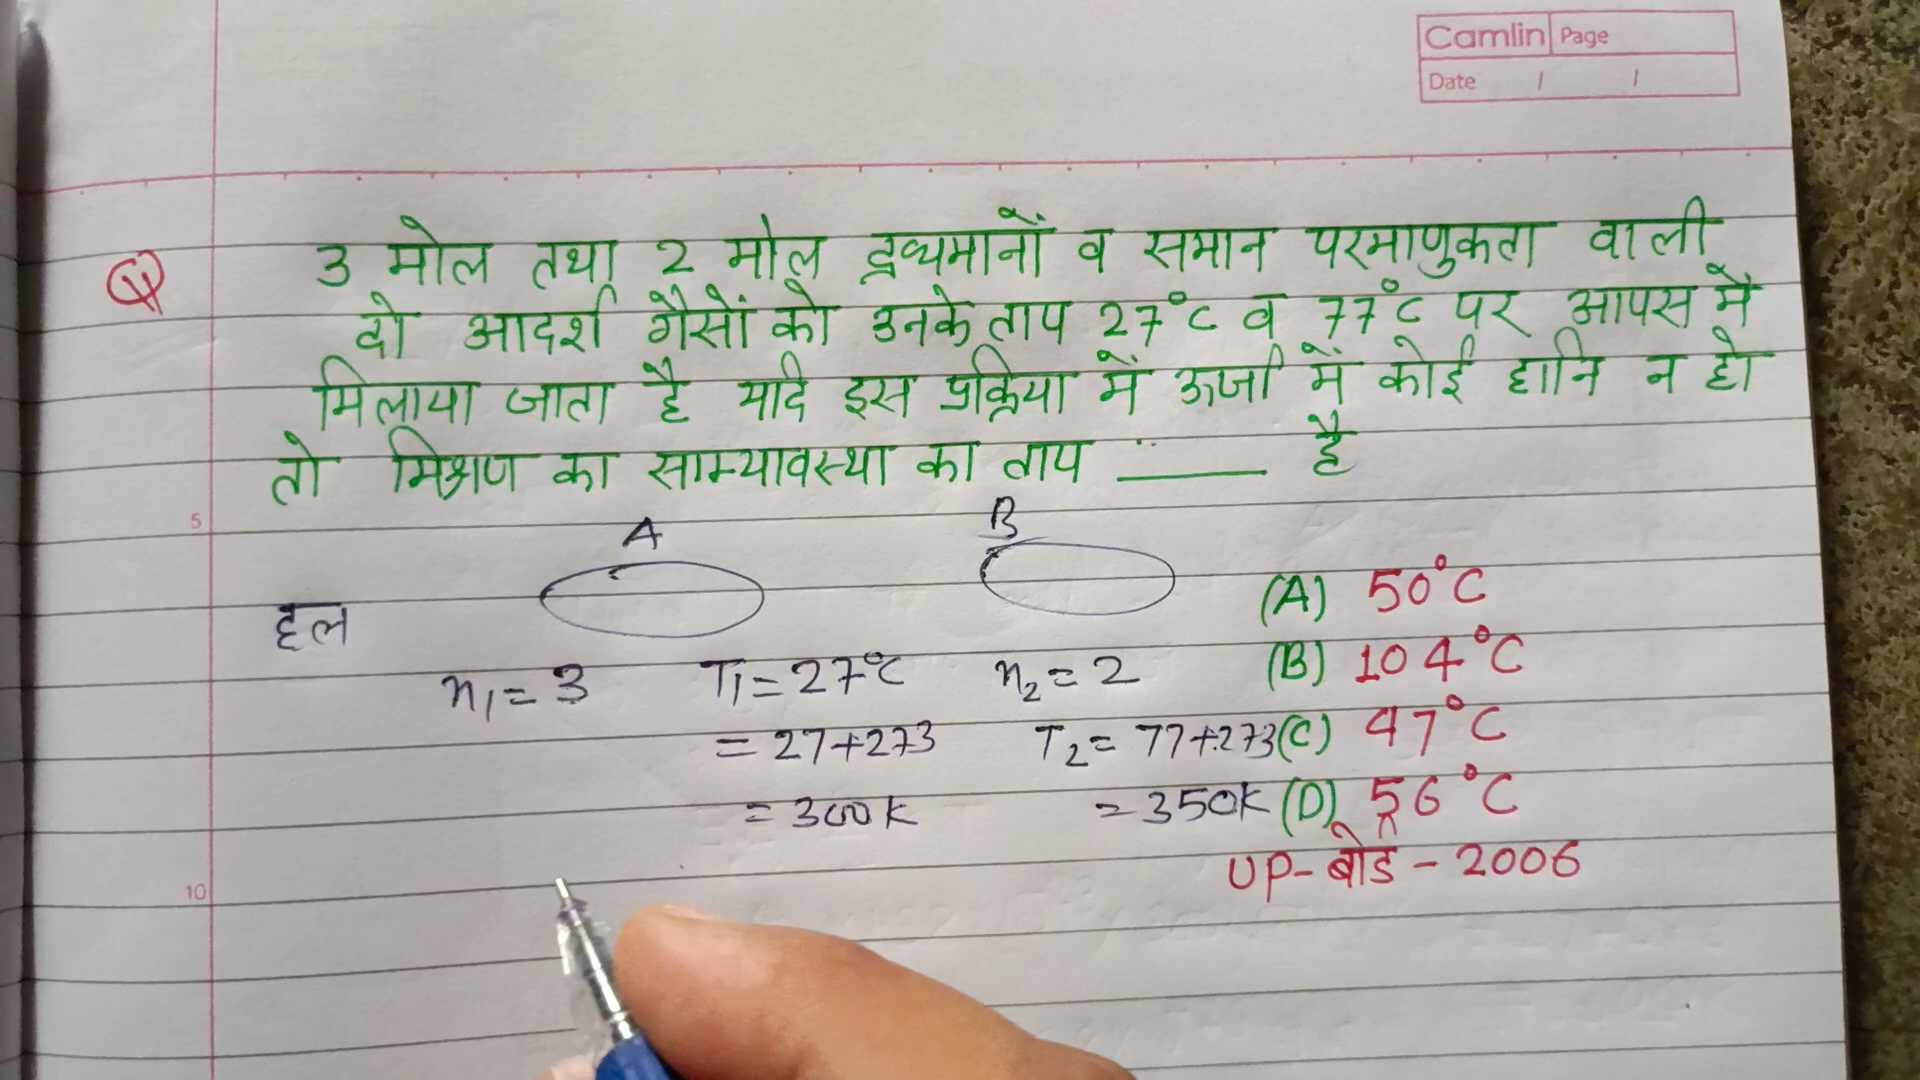 Camlin Page
Date / /
Q 3 मोल तथा 2 मोल द्रव्यमानों व समान परमाणुकता वाली
दो आदर्श गैसों को उनके ताप 27°C व 77°C पर आपस में
मिलाया जाता है यदि इस प्रक्रिया में ऊर्जा में कोई हानि न हो
तो मिश्रण का साम्यावस्था का ताप ____ है
5
A B
हल
(A) 50°C
n₁ = 3 T₁ = 27°C n₂ = 2 (B) 104°C
= 27+273 T₂ = 77+273 (C) 47°C
= 300K = 350K (D) 56°C
UP-बोर्ड - 2006
10